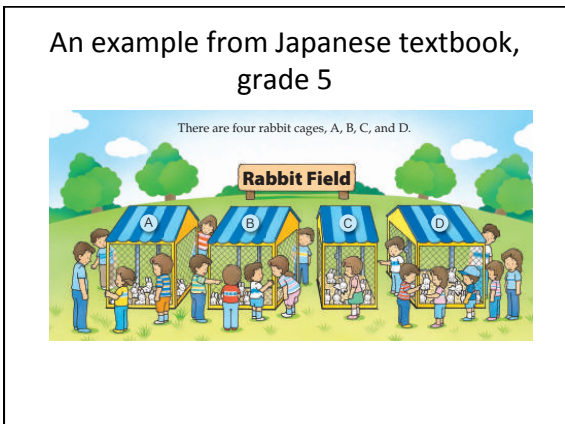 An example from Japanese textbook,
grade 5
There are four rabbit cages, A, B, C, and D.
Rabbit Field
A
B
C
D